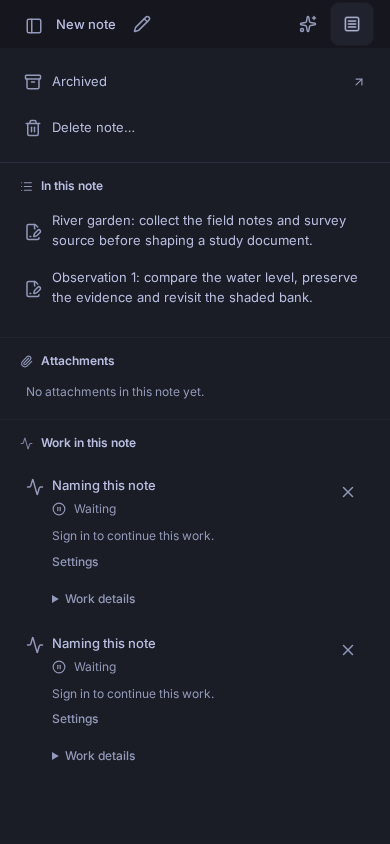 New note
Archived
Delete note...
In this note
River garden: collect the field notes and survey
source before shaping a study document.
Observation 1: compare the water level, preserve
the evidence and revisit the shaded bank.
Attachments
No attachments in this note yet.
Work in this note
Naming this note
Waiting
Sign in to continue this work.
Settings
Work details
Naming this note
Waiting
Sign in to continue this work.
Settings
Work details